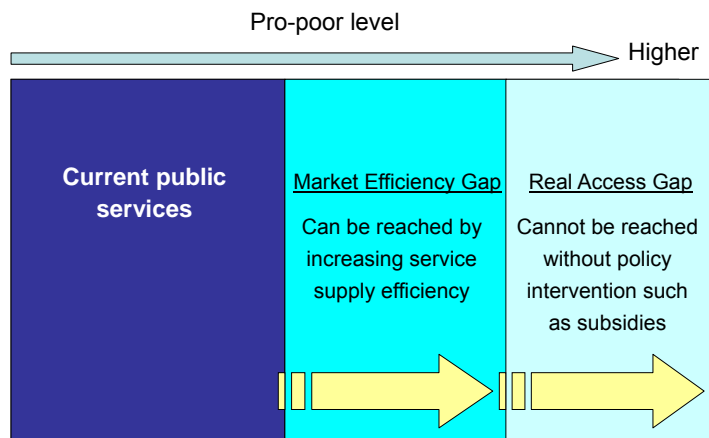 Pro-poor level
Higher
Current public
services
Market Efficiency Gap
Can be reached by
increasing service
supply efficiency
Real Access Gap
Cannot be reached
without policy
intervention such
as subsidies